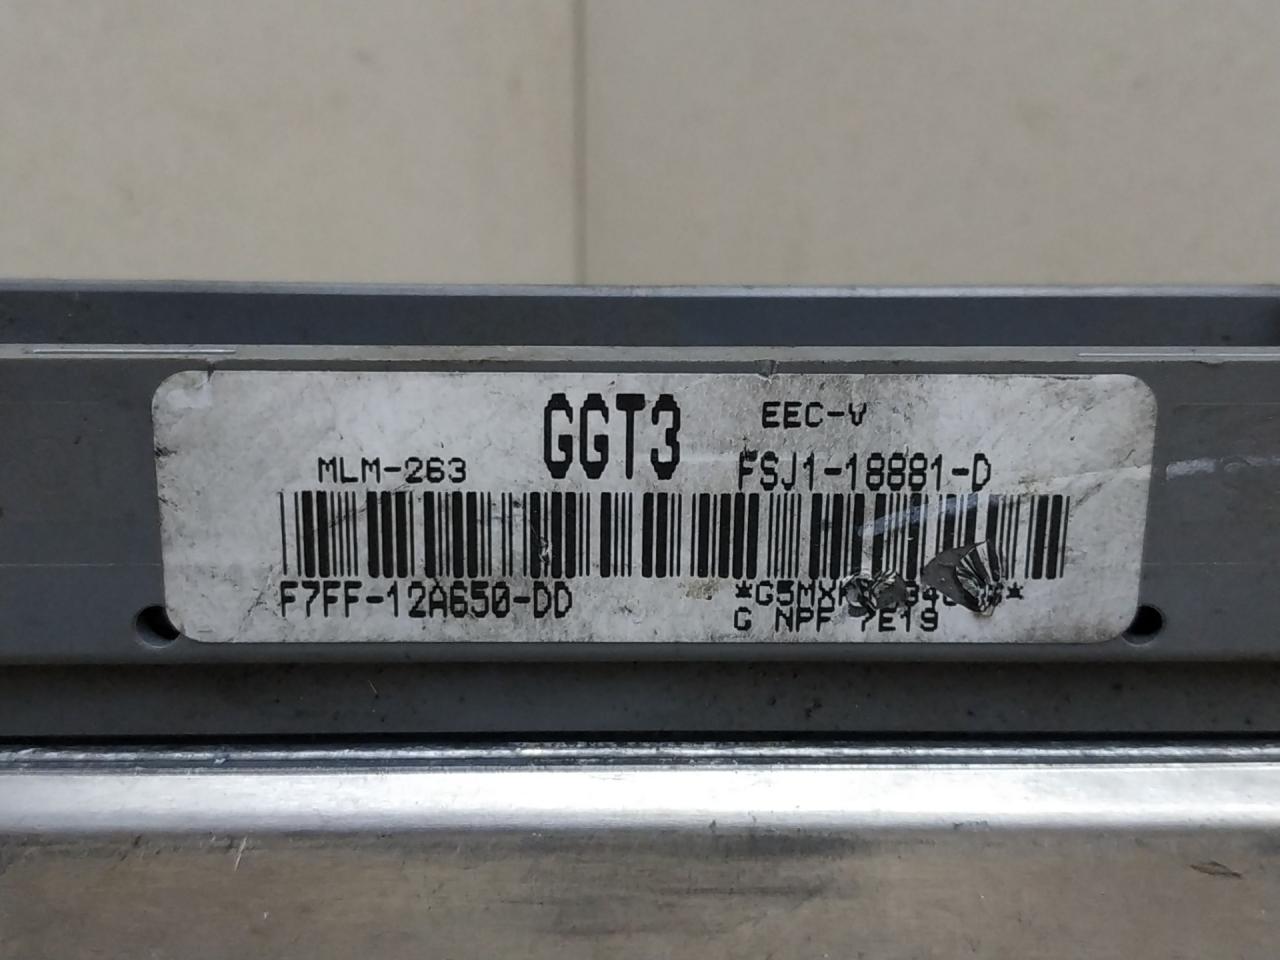 GGT3 EEC-V
MLM-263 FSJ1-18881-D
F7FF-12A650-DD
G NPF 7E19